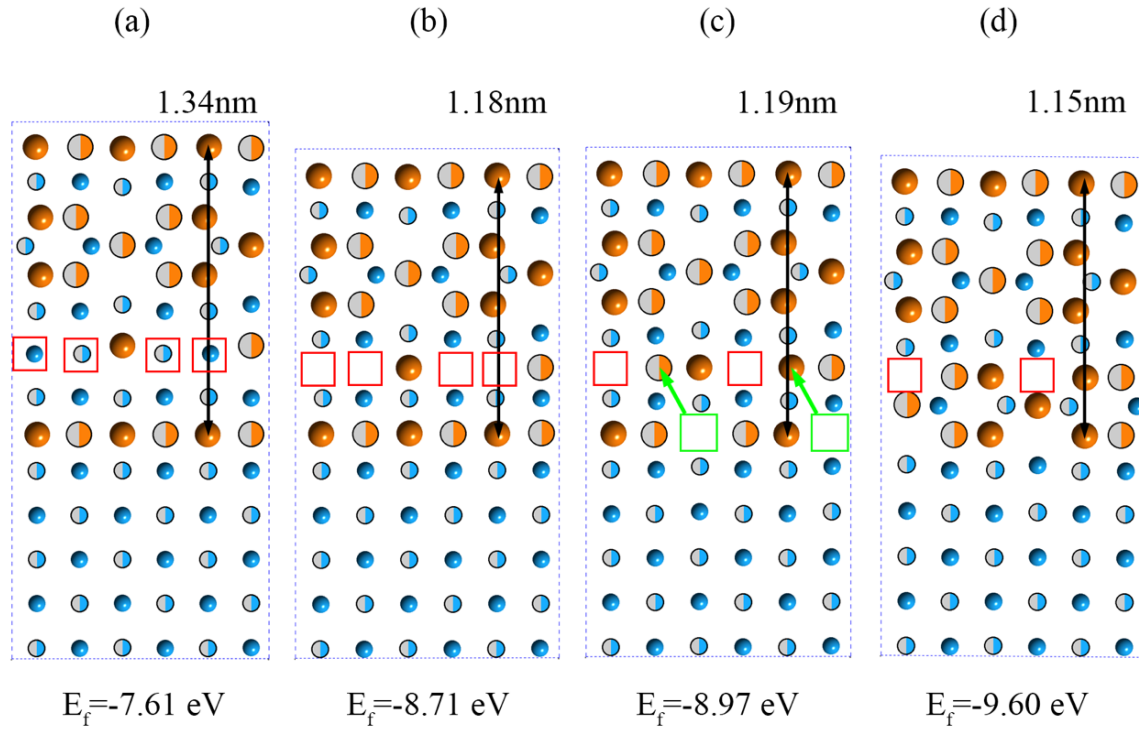 (a) (b) (c) (d)
1.34nm 1.18nm 1.19nm 1.15nm
E_f=-7.61 eV E_f=-8.71 eV E_f=-8.97 eV E_f=-9.60 eV